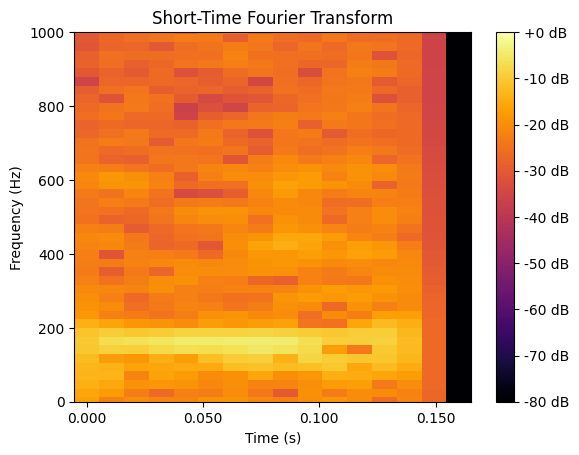 Short-Time Fourier Transform
1000
800
600
400
200
0
Frequency (Hz)
0.000
0.050
0.100
0.150
Time (s)
+0 dB
-10 dB
-20 dB
-30 dB
-40 dB
-50 dB
-60 dB
-70 dB
-80 dB